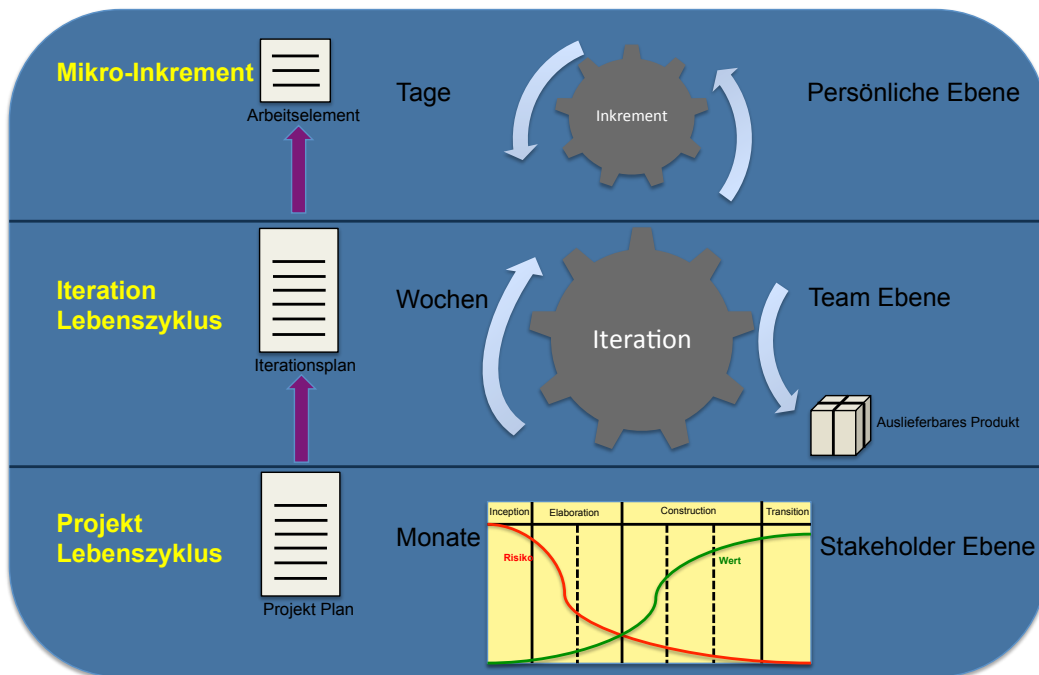 Mikro-Inkrement
Arbeitselement
Tage
Inkrement
Persönliche Ebene
Iteration
Lebenszyklus
Iterationsplan
Wochen
Iteration
Team Ebene
Auslieferbares Produkt
Projekt
Lebenszyklus
Projekt Plan
Monate
Inception
Elaboration
Construction
Transition
Risiko
Wert
Stakeholder Ebene